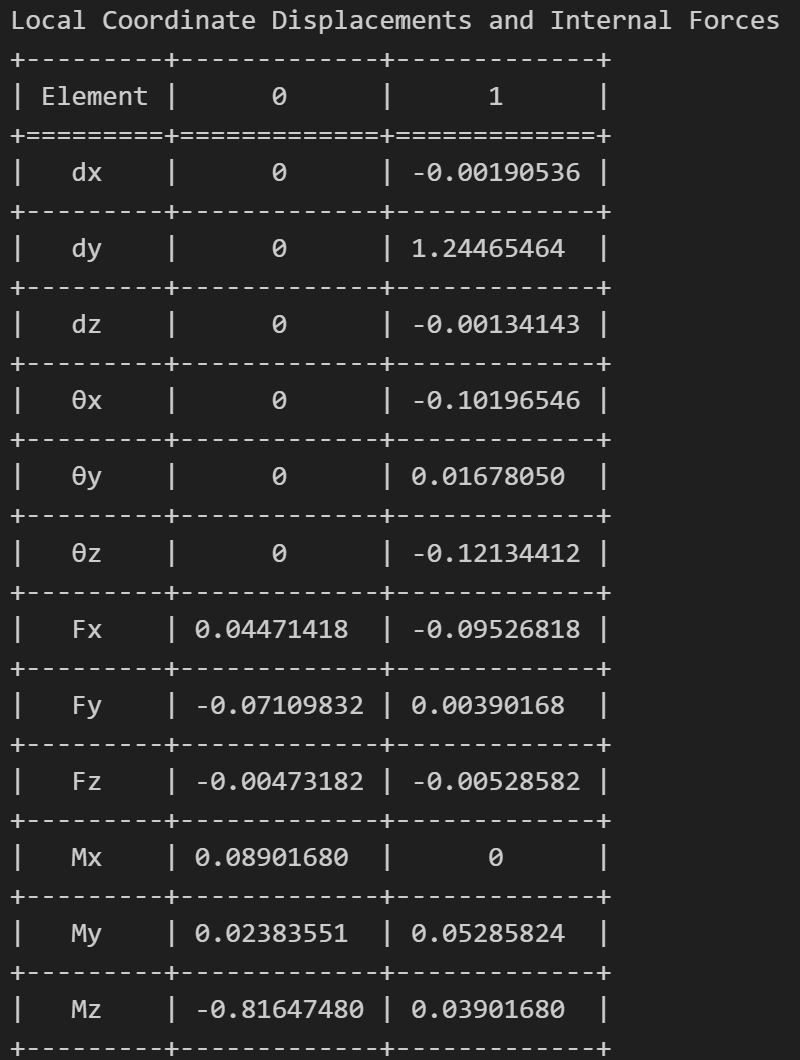 Local Coordinate Displacements and Internal Forces
+---------+-------------+-------------+
| Element |      0      |      1      |
+=========+=============+=============+
|   dx    |      0      | -0.00190536 |
+---------+-------------+-------------+
|   dy    |      0      | 1.24465464  |
+---------+-------------+-------------+
|   dz    |      0      | -0.00134143 |
+---------+-------------+-------------+
|   θx    |      0      | -0.10196546 |
+---------+-------------+-------------+
|   θy    |      0      | 0.01678050  |
+---------+-------------+-------------+
|   θz    |      0      | -0.12134412 |
+---------+-------------+-------------+
|   Fx    | 0.04471418  | -0.09526818 |
+---------+-------------+-------------+
|   Fy    | -0.07109832 | 0.00390168  |
+---------+-------------+-------------+
|   Fz    | -0.00473182 | -0.00528582 |
+---------+-------------+-------------+
|   Mx    | 0.08901680  |      0      |
+---------+-------------+-------------+
|   My    | 0.02383551  | 0.05285824  |
+---------+-------------+-------------+
|   Mz    | -0.81647480 | 0.03901680  |
+---------+-------------+-------------+